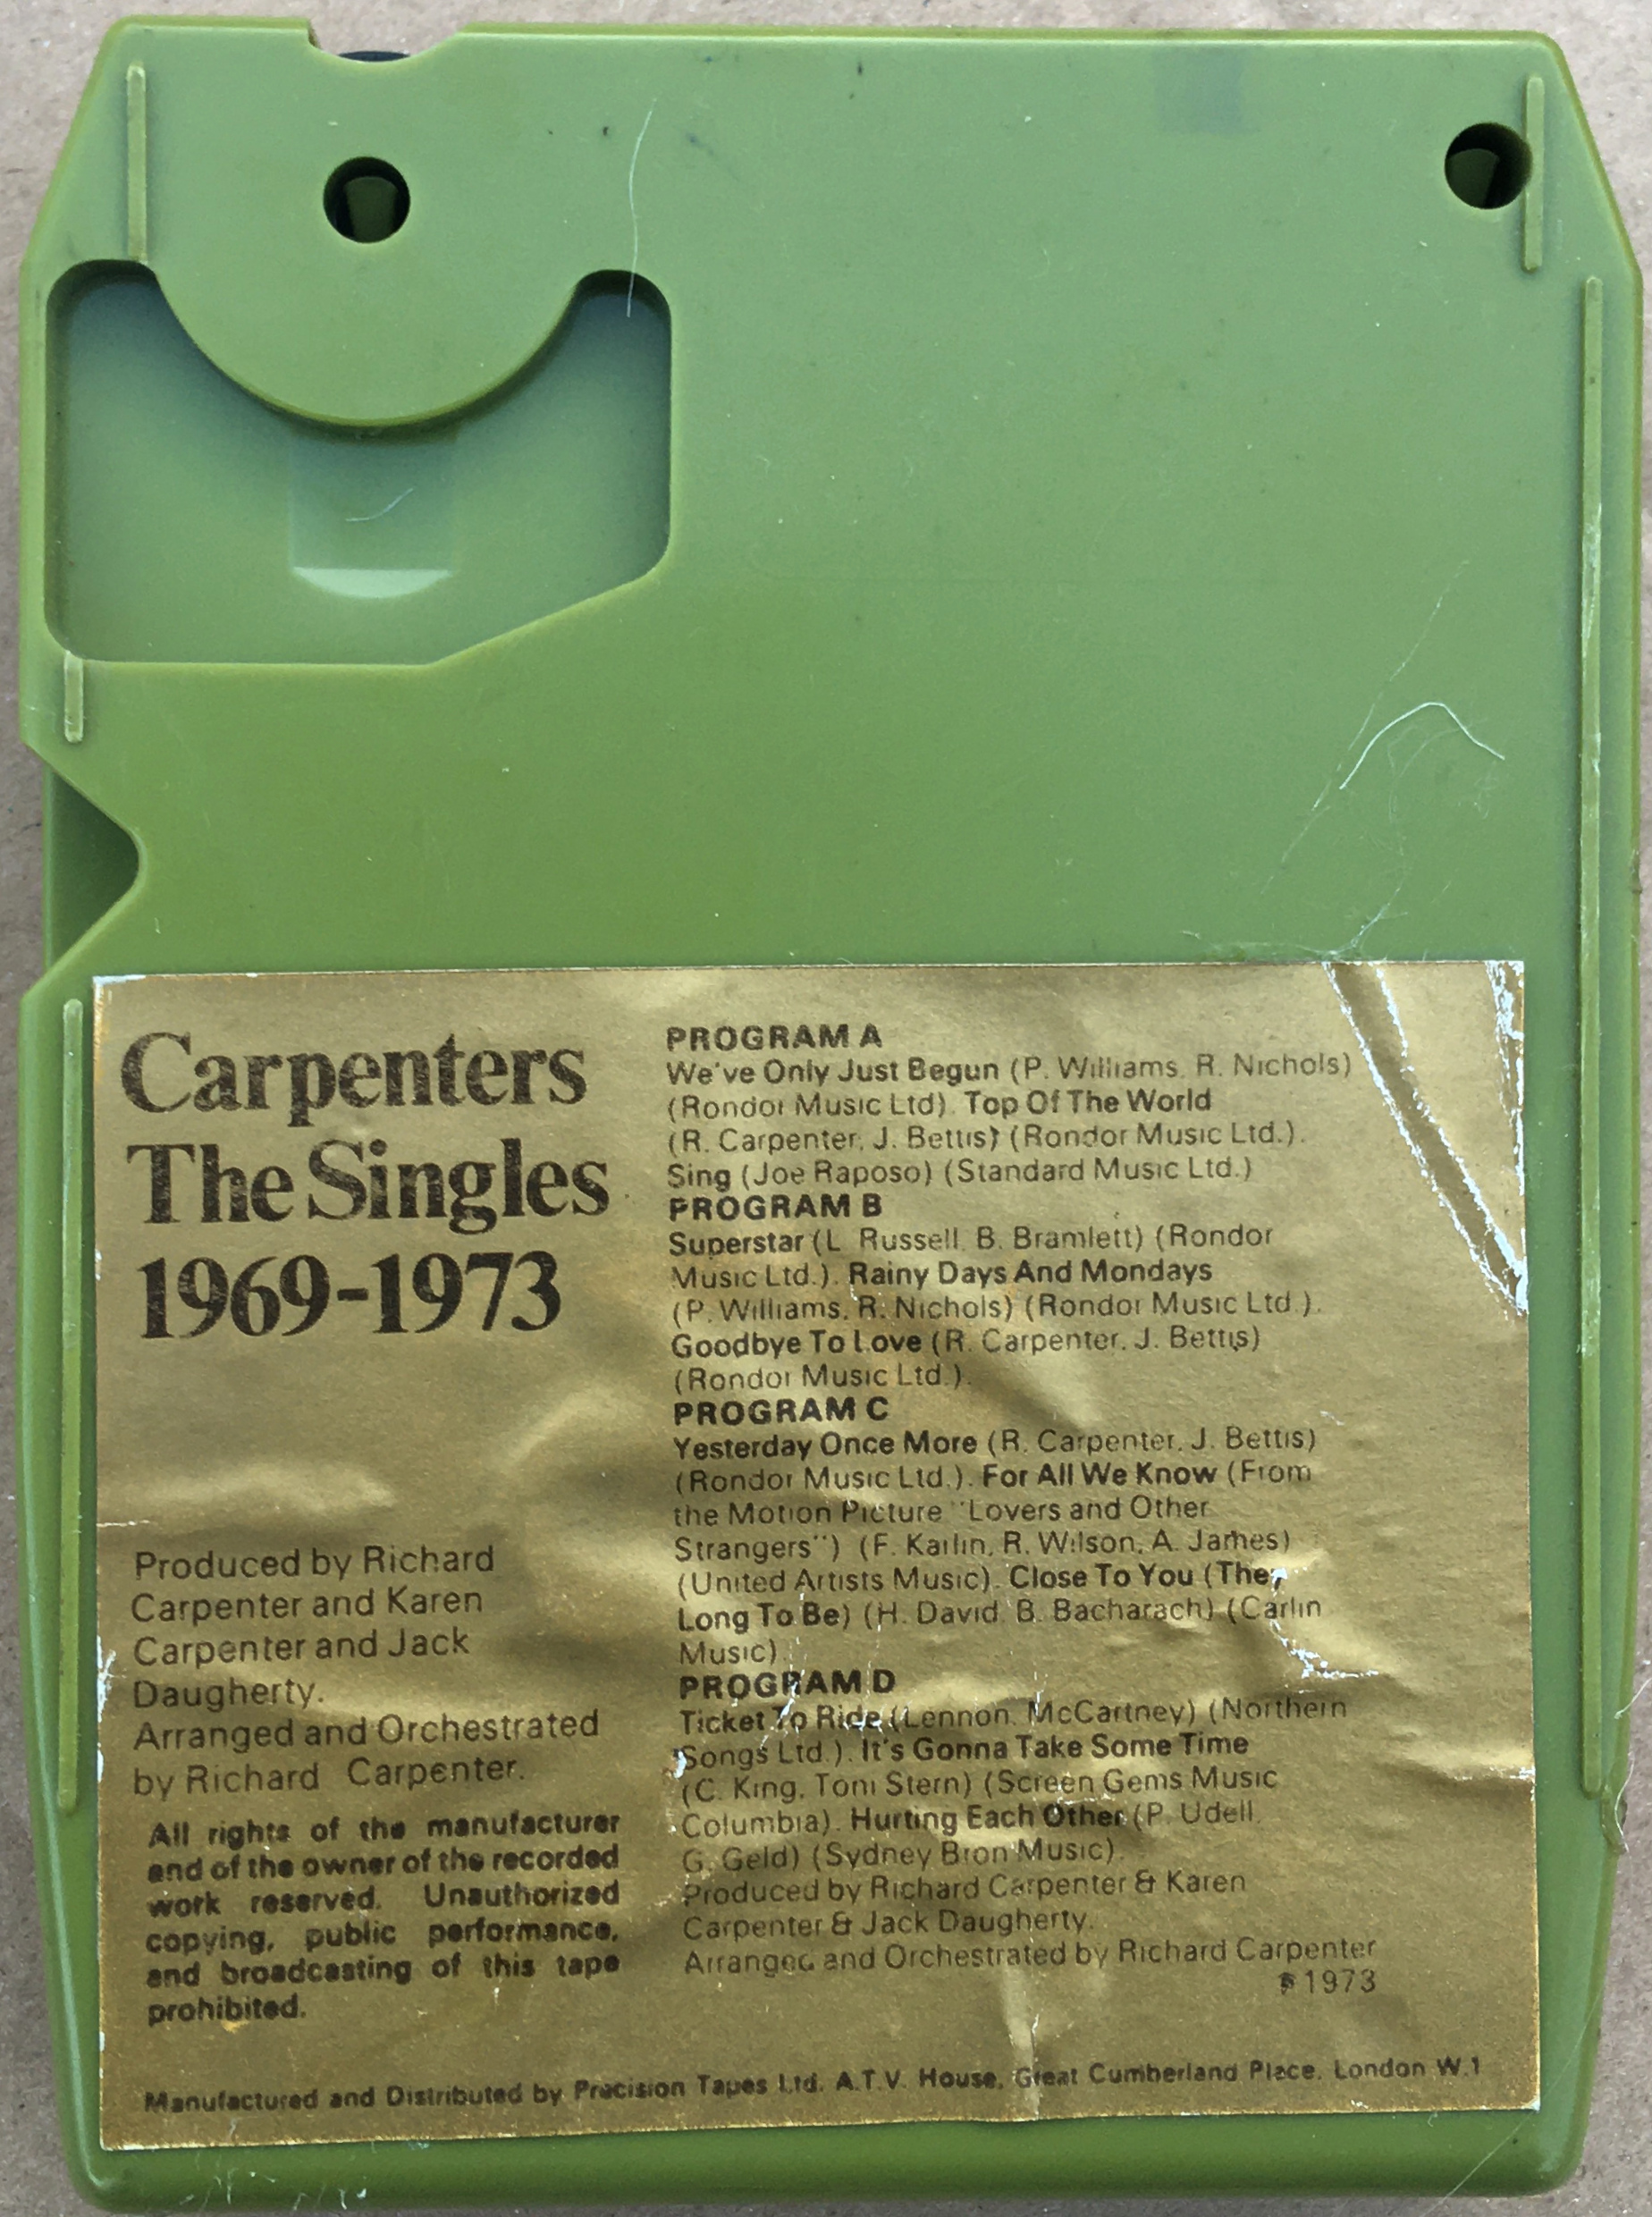 Carpenters
The Singles
1969-1973
Produced by Richard
Carpenter and Karen
Carpenter and Jack
Daugherty.
Arranged and Orchestrated
by Richard Carpenter.
All rights of the manufacturer
and of the owner of the recorded
work reserved. Unauthorized
copying, public performance,
and broadcasting of this tape
prohibited.
PROGRAM A
We've Only Just Begun (P. Williams, R. Nichols)
(Rondor Music Ltd). Top Of The World
(R. Carpenter, J. Bettis) (Rondor Music Ltd.).
Sing (Joe Raposo) (Standard Music Ltd.)
PROGRAM B
Superstar (L. Russell, B. Bramlett) (Rondor
Music Ltd.). Rainy Days And Mondays
(P. Williams, R. Nichols) (Rondor Music Ltd.).
Goodbye To Love (R. Carpenter, J. Bettis)
(Rondor Music Ltd.).
PROGRAM C
Yesterday Once More (R. Carpenter, J. Bettis)
(Rondor Music Ltd.). For All We Know (From
the Motion Picture "Lovers and Other
Strangers") (F. Karlin, R. Wilson, A. James)
(United Artists Music). Close To You (They
Long To Be) (H. David, B. Bacharach) (Carlin
Music).
PROGRAM D
Ticket To Ride (Lennon, McCartney) (Northern
Songs Ltd.). It's Gonna Take Some Time
(C. King, Toni Stern) (Screen Gems Music
Columbia). Hurting Each Other (P. Udell,
G. Geld) (Sydney Bron Music).
Produced by Richard Carpenter & Karen
Carpenter & Jack Daugherty.
Arranged and Orchestrated by Richard Carpenter
℗ 1973
Manufactured and Distributed by Precision Tapes Ltd. A.T.V. House, Great Cumberland Place, London W.1